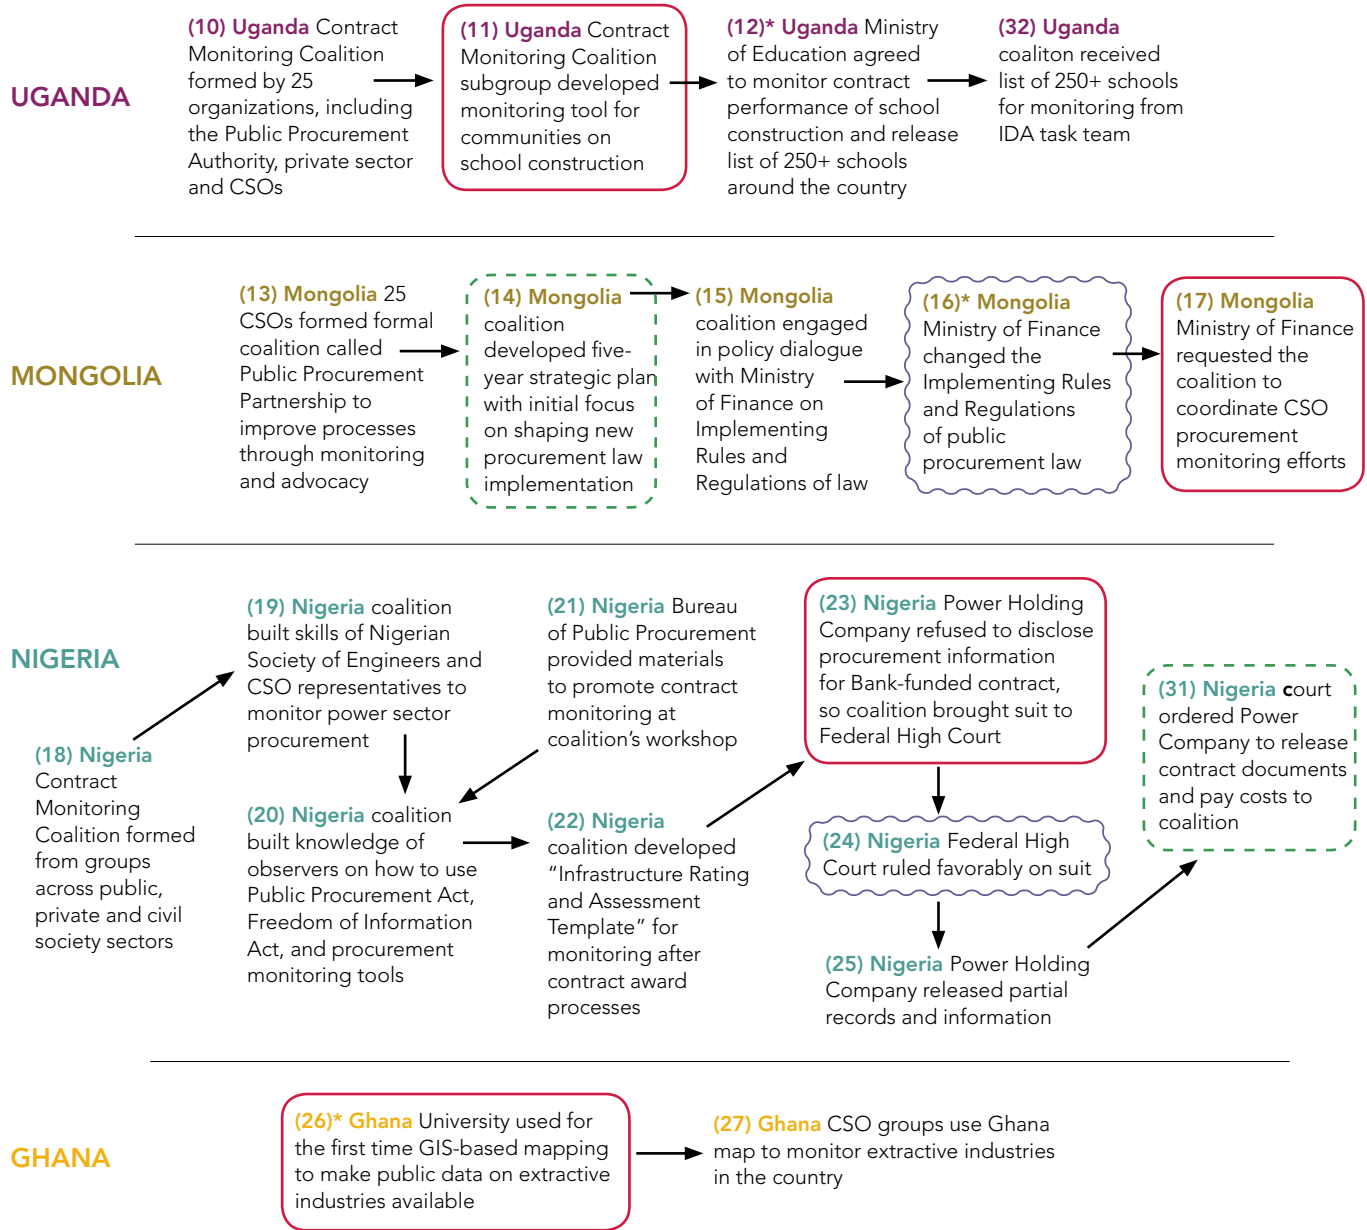 UGANDA
(10) Uganda Contract
Monitoring Coalition
formed by 25
organizations, including
the Public Procurement
Authority, private sector
and CSOs
(11) Uganda Contract
Monitoring Coalition
subgroup developed
monitoring tool for
communities on
school construction
(12)* Uganda Ministry
of Education agreed
to monitor contract
performance of school
construction and release
list of 250+ schools
around the country
(32) Uganda
coaliton received
list of 250+ schools
for monitoring from
IDA task team
MONGOLIA
(13) Mongolia 25
CSOs formed formal
coalition called
Public Procurement
Partnership to
improve processes
through monitoring
and advocacy
(14) Mongolia
coalition
developed five-
year strategic plan
with initial focus
on shaping new
procurement law
implementation
(15) Mongolia
coalition engaged
in policy dialogue
with Ministry
of Finance on
Implementing
Rules and
Regulations of law
(16)* Mongolia
Ministry of Finance
changed the
Implementing Rules
and Regulations
of public
procurement law
(17) Mongolia
Ministry of Finance
requested the
coalition to
coordinate CSO
procurement
monitoring efforts
NIGERIA
(18) Nigeria
Contract
Monitoring
Coalition formed
from groups
across public,
private and civil
society sectors
(19) Nigeria coalition
built skills of Nigerian
Society of Engineers and
CSO representatives to
monitor power sector
procurement
(20) Nigeria coalition
built knowledge of
observers on how to use
Public Procurement Act,
Freedom of Information
Act, and procurement
monitoring tools
(21) Nigeria Bureau
of Public Procurement
provided materials
to promote contract
monitoring at
coalition's workshop
(22) Nigeria
coalition developed
“Infrastructure Rating
and Assessment
Template” for
monitoring after
contract award
processes
(23) Nigeria Power Holding
Company refused to disclose
procurement information
for Bank-funded contract,
so coalition brought suit to
Federal High Court
(24) Nigeria Federal High
Court ruled favorably on suit
(25) Nigeria Power Holding
Company released partial
records and information
(31) Nigeria court
ordered Power
Company to release
contract documents
and pay costs to
coalition
GHANA
(26)* Ghana University used for
the first time GIS-based mapping
to make public data on extractive
industries available
(27) Ghana CSO groups use Ghana
map to monitor extractive industries
in the country